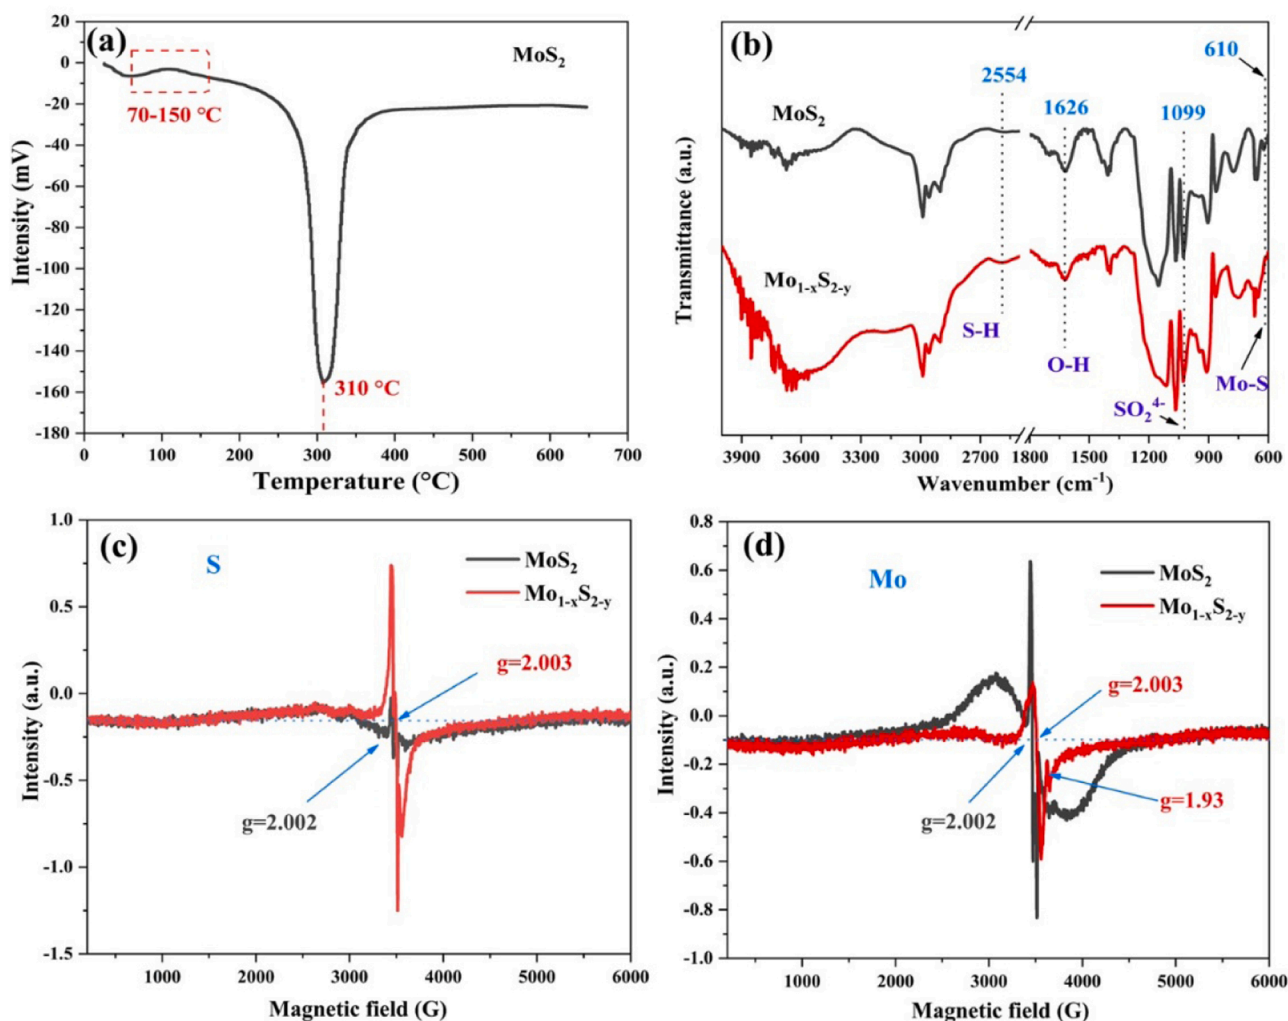 (a)
MoS2
20
0
-20
-40
-60
-80
-100
-120
-140
-160
-180
70-150 °C
310 °C
Intensity (mV)
0 100 200 300 400 500 600 700
Temperature (°C)
(b)
2554
1626
1099
610
MoS2
Mo1-xS2-y
S-H
O-H
SO2 4-
Mo-S
Transmittance (a.u.)
3900 3600 3300 3000 2700 1800 1500 1200 900 600
Wavenumber (cm-1)
(c)
S
MoS2
Mo1-xS2-y
1.0
0.5
0.0
-0.5
-1.0
-1.5
g=2.003
g=2.002
Intensity (a.u.)
1000 2000 3000 4000 5000 6000
Magnetic field (G)
(d)
Mo
MoS2
Mo1-xS2-y
0.8
0.6
0.4
0.2
0.0
-0.2
-0.4
-0.6
-0.8
-1.0
g=2.003
g=2.002
g=1.93
Intensity (a.u.)
1000 2000 3000 4000 5000 6000
Magnetic field (G)